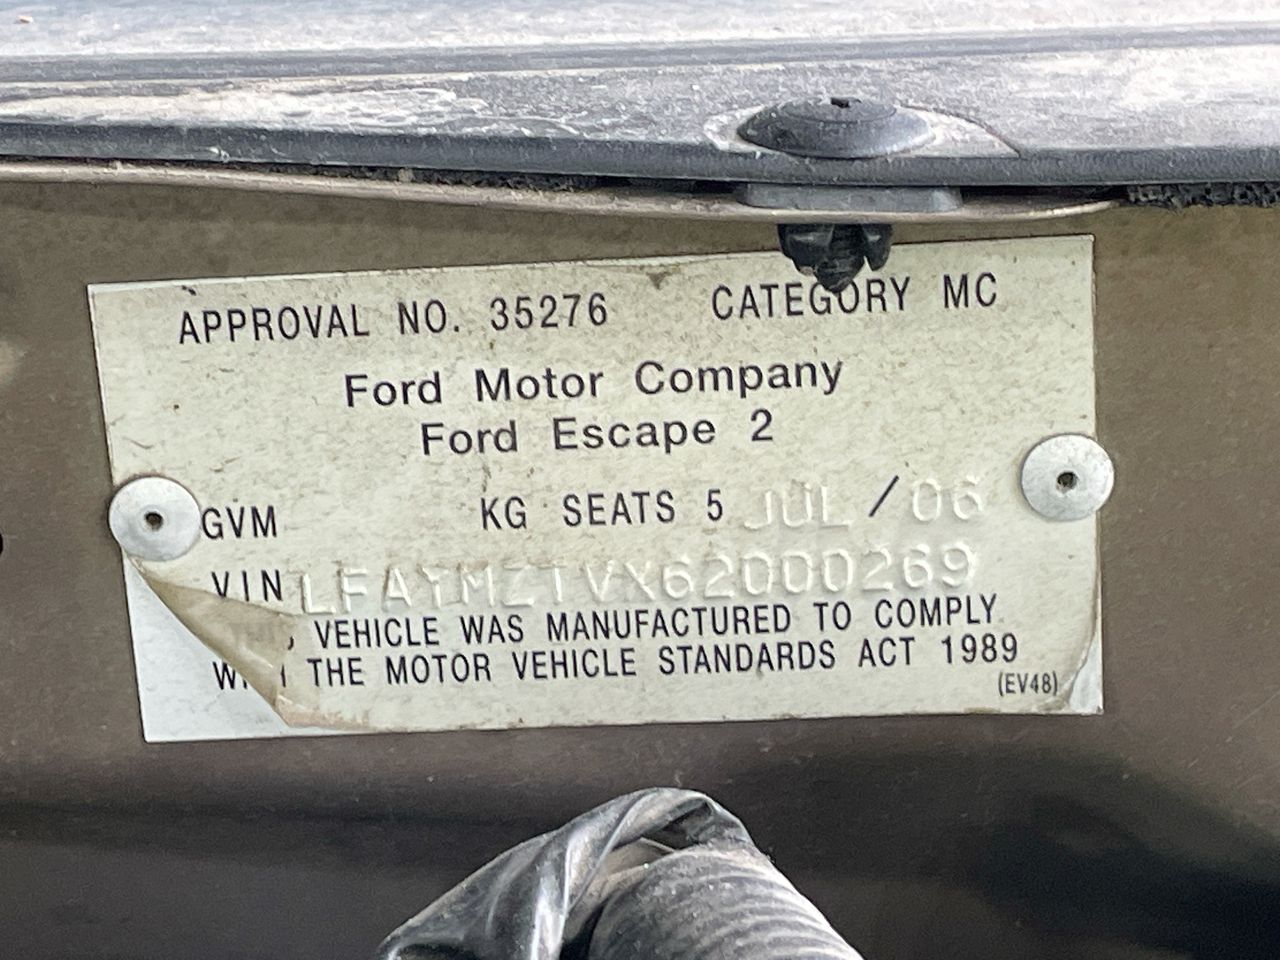 APPROVAL NO. 35276 CATEGORY MC
Ford Motor Company
Ford Escape 2
GVM KG SEATS 5 JUL / 06
VIN LFAYMZTVX62000269
VEHICLE WAS MANUFACTURED TO COMPLY
THE MOTOR VEHICLE STANDARDS ACT 1989
(EV48)